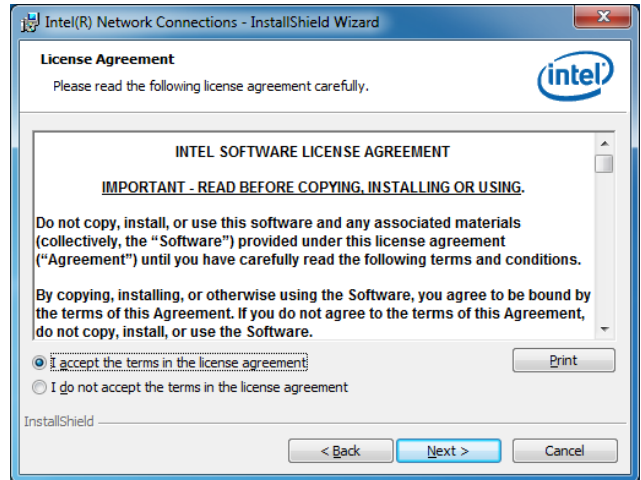 Intel(R) Network Connections - InstallShield Wizard
License Agreement
Please read the following license agreement carefully.
intel
INTEL SOFTWARE LICENSE AGREEMENT
IMPORTANT - READ BEFORE COPYING, INSTALLING OR USING.
Do not copy, install, or use this software and any associated materials
(collectively, the “Software”) provided under this license agreement
(“Agreement”) until you have carefully read the following terms and conditions.
By copying, installing, or otherwise using the Software, you agree to be bound by
the terms of this Agreement. If you do not agree to the terms of this Agreement,
do not copy, install, or use the Software.
I accept the terms in the license agreement
Print
I do not accept the terms in the license agreement
InstallShield
< Back
Next >
Cancel